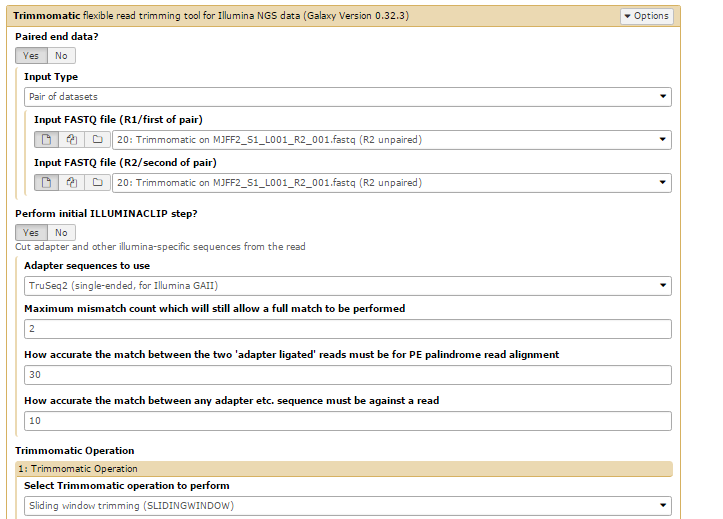 Trimmomatic flexible read trimming tool for Illumina NGS data (Galaxy Version 0.32.3)
Options
Paired end data?
Yes No
Input Type
Pair of datasets
Input FASTQ file (R1/first of pair)
20: Trimmomatic on MJFF2_S1_L001_R2_001.fastq (R2 unpaired)
Input FASTQ file (R2/second of pair)
20: Trimmomatic on MJFF2_S1_L001_R2_001.fastq (R2 unpaired)
Perform initial ILLUMINACLIP step?
Yes No
Cut adapter and other illumina-specific sequences from the read
Adapter sequences to use
TruSeq2 (single-ended, for Illumina GAII)
Maximum mismatch count which will still allow a full match to be performed
2
How accurate the match between the two 'adapter ligated' reads must be for PE palindrome read alignment
30
How accurate the match between any adapter etc. sequence must be against a read
10
Trimmomatic Operation
1: Trimmomatic Operation
Select Trimmomatic operation to perform
Sliding window trimming (SLIDINGWINDOW)